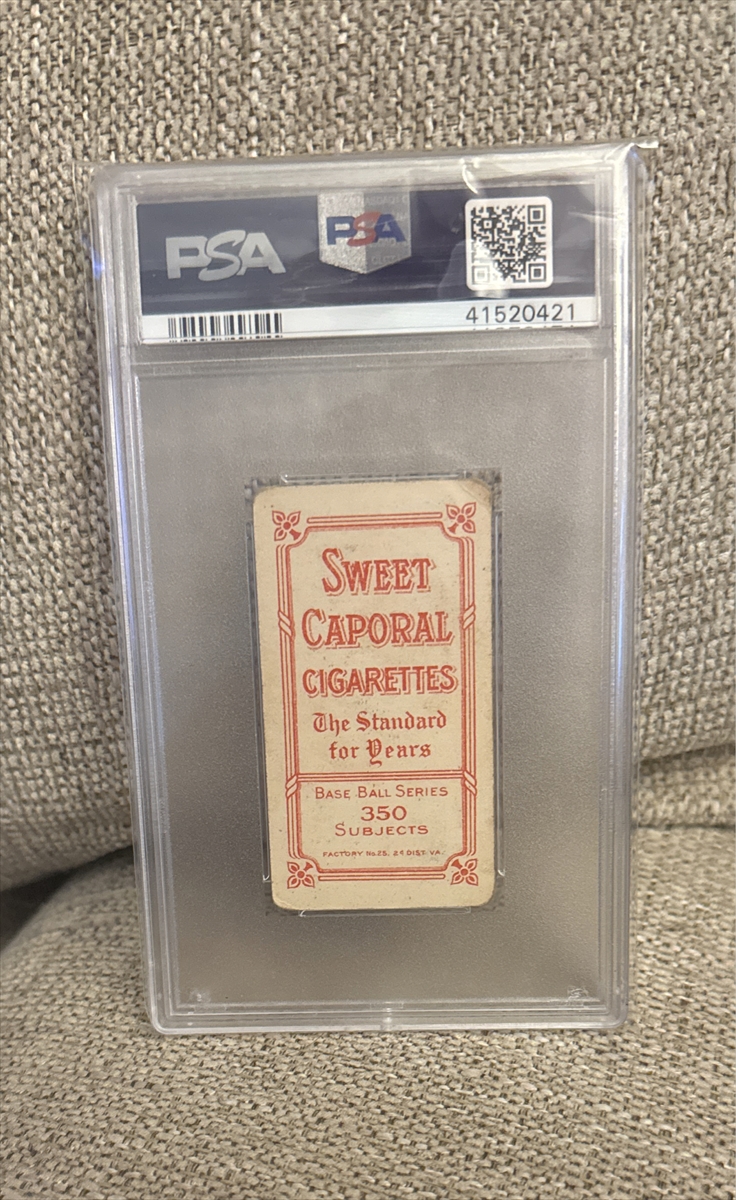 PSA
PSA
41520421
SWEET
CAPORAL
CIGARETTES
The Standard
for Years
BASE BALL SERIES
350
SUBJECTS
FACTORY No. 25, 2d DIST. VA.